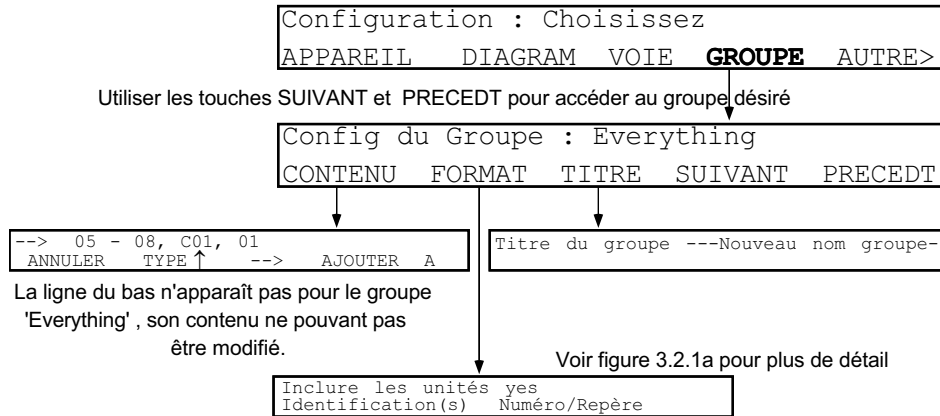 Configuration : Choisissez
APPAREIL DIAGRAM VOIE GROUPE AUTRE>
Utiliser les touches SUIVANT et PRECEDT pour accéder au groupe désiré
Config du Groupe : Everything
CONTENU FORMAT TITRE SUIVANT PRECEDT
--> 05 - 08, C01, 01
ANNULER TYPE↑ --> AJOUTER A
Titre du groupe ---Nouveau nom groupe-
La ligne du bas n'apparaît pas pour le groupe
'Everything' , son contenu ne pouvant pas
être modifié.
Voir figure 3.2.1a pour plus de détail
Inclure les unités yes
Identification(s) Numéro/Repère